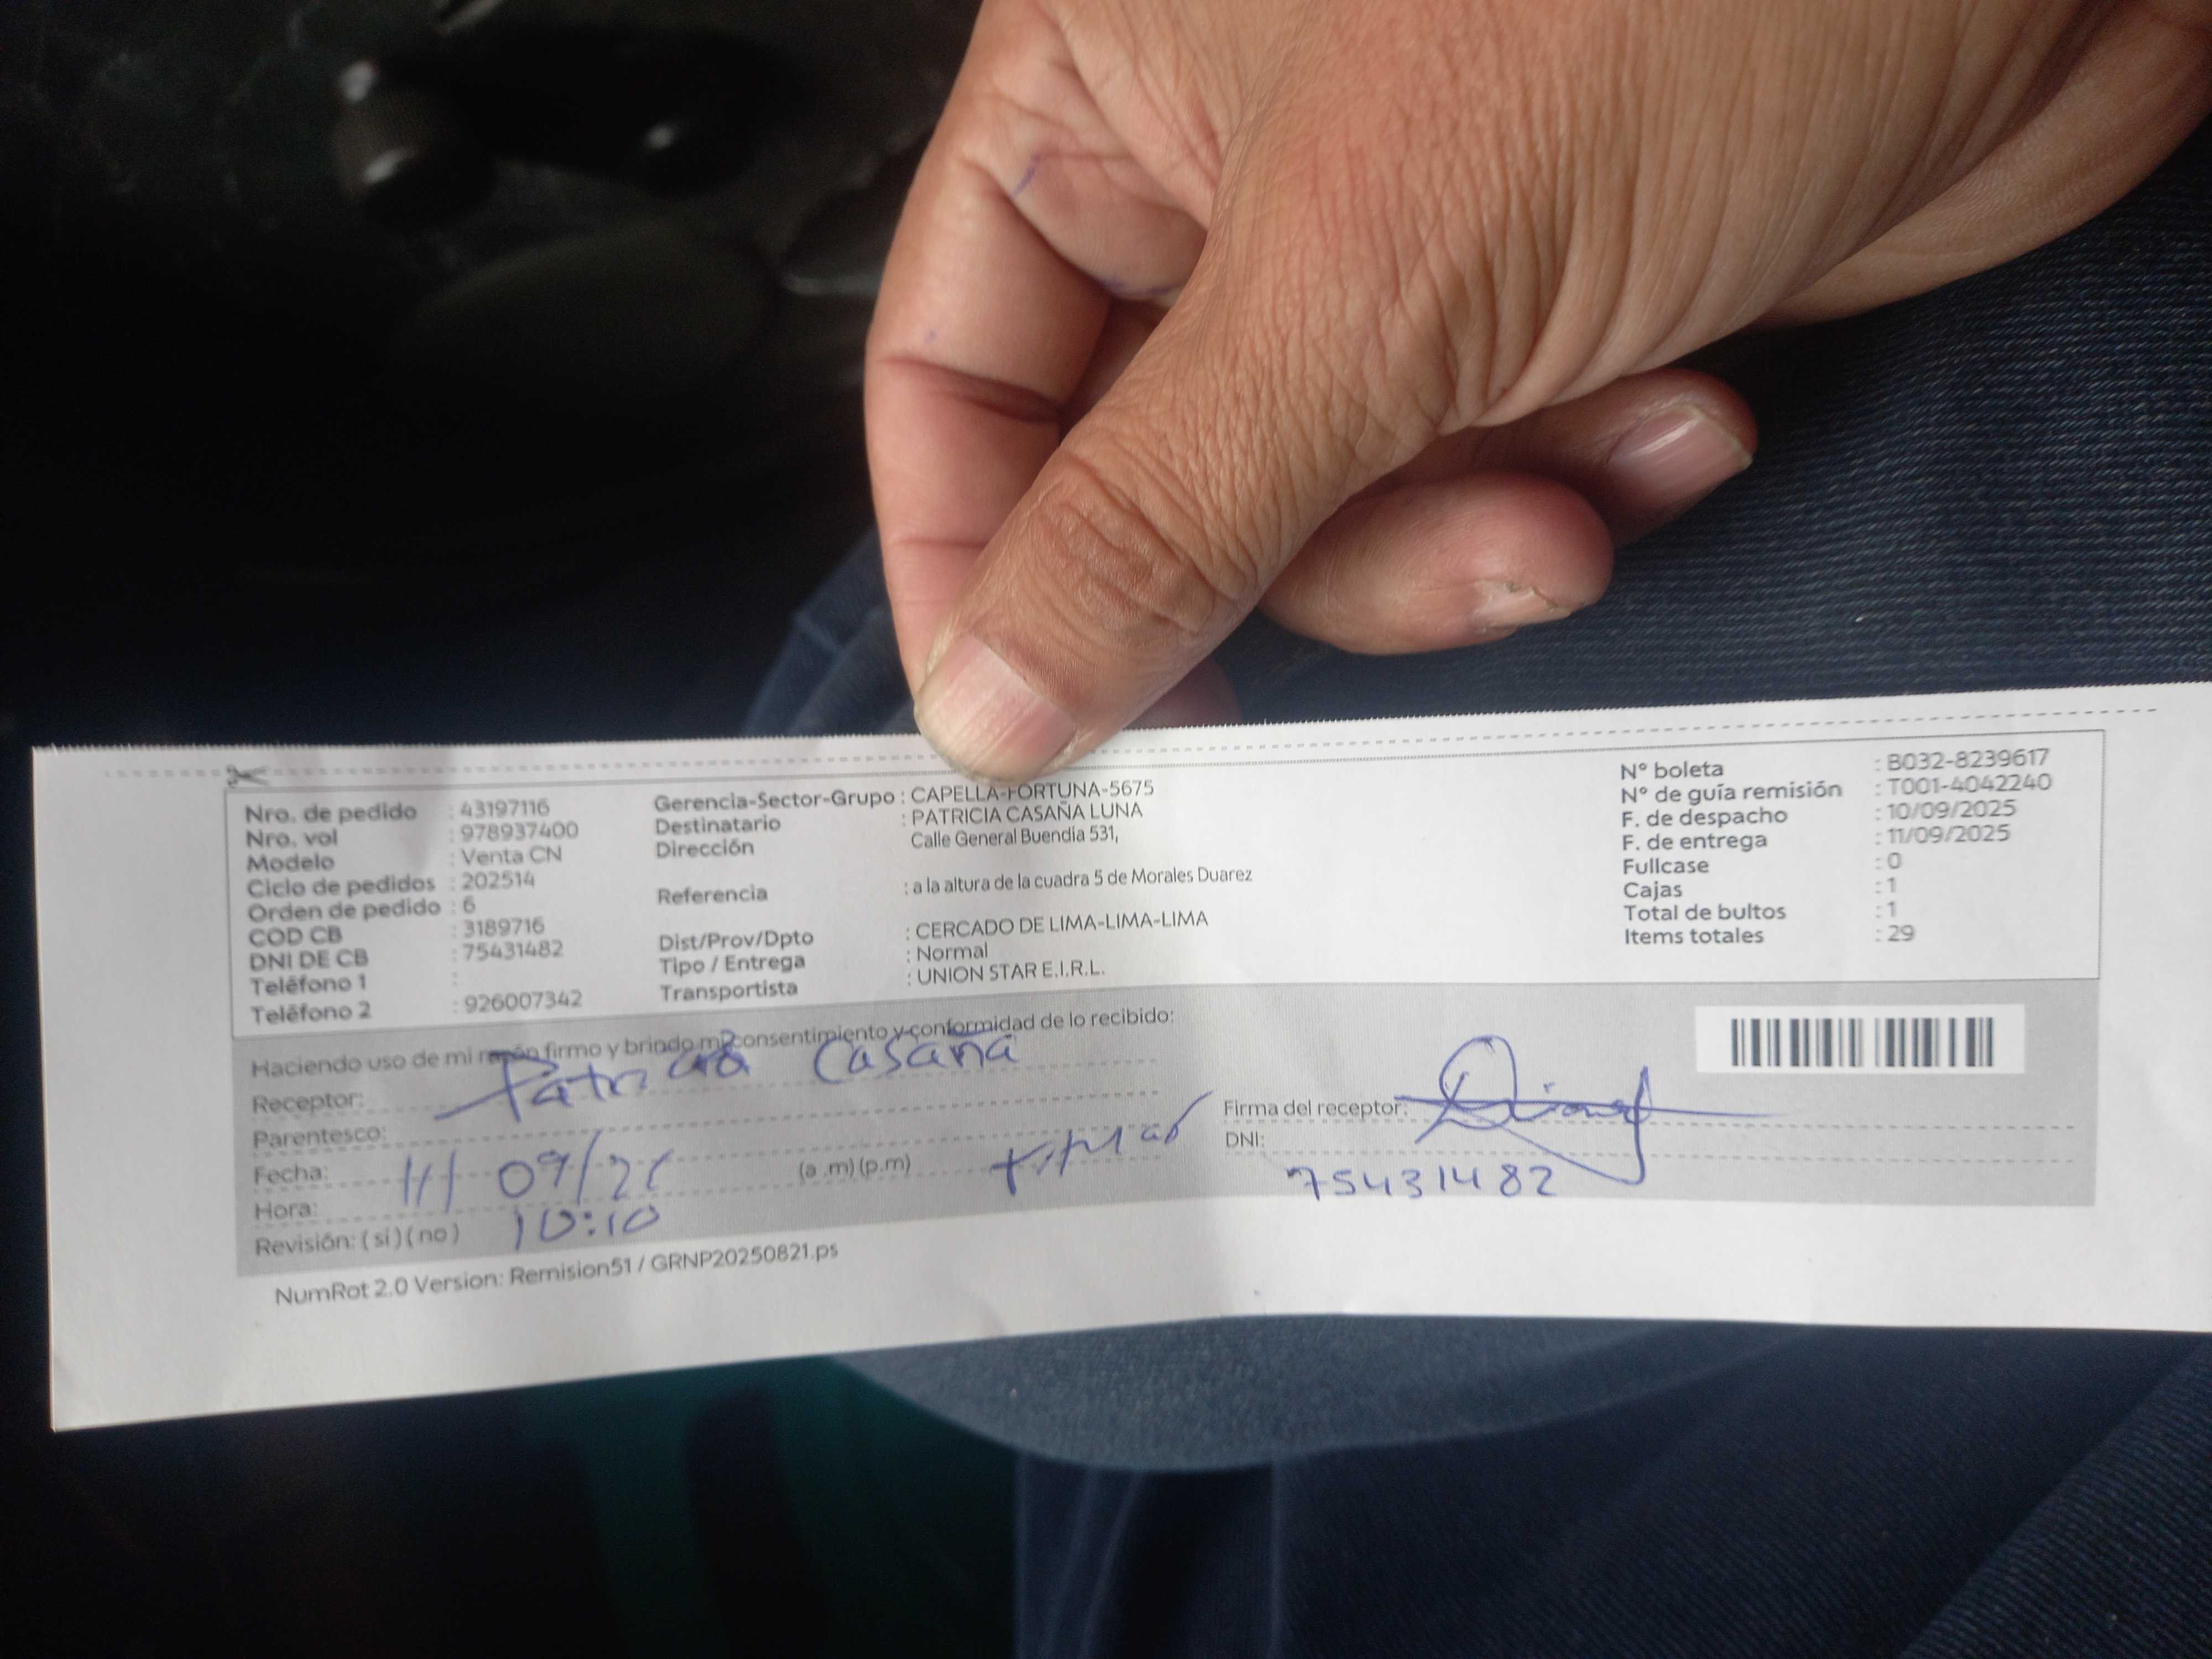 Nro. de pedido : 43197116
Nro. vol : 978937400
Modelo : Venta CN
Ciclo de pedidos : 202514
Orden de pedido : 6
COD CB : 3189716
DNI DE CB : 75431482
Teléfono 1 :
Teléfono 2 : 926007342
Gerencia-Sector-Grupo : CAPELLA-FORTUNA-5675
Destinatario : PATRICIA CASAÑA LUNA
Dirección Calle General Buendia 531,
Referencia : a la altura de la cuadra 5 de Morales Duarez
Dist/Prov/Dpto : CERCADO DE LIMA-LIMA-LIMA
Tipo / Entrega : Normal
Transportista : UNION STAR E.I.R.L.
N° boleta : B032-8239617
N° de guía remisión : T001-4042240
F. de despacho : 10/09/2025
F. de entrega : 11/09/2025
Fullcase : 0
Cajas : 1
Total de bultos : 1
Items totales : 29
Haciendo uso de mi razón firmo y brindo mi consentimiento y conformidad de lo recibido:
Receptor: Patricia Casaña
Parentesco:
Fecha: 11/09/
(a .m) (p.m)
Hora: 10:10
Revisión: ( si ) ( no )
Firma del receptor:
DNI: 75431482
NumRot 2.0 Version: Remision51 / GRNP20250821.ps